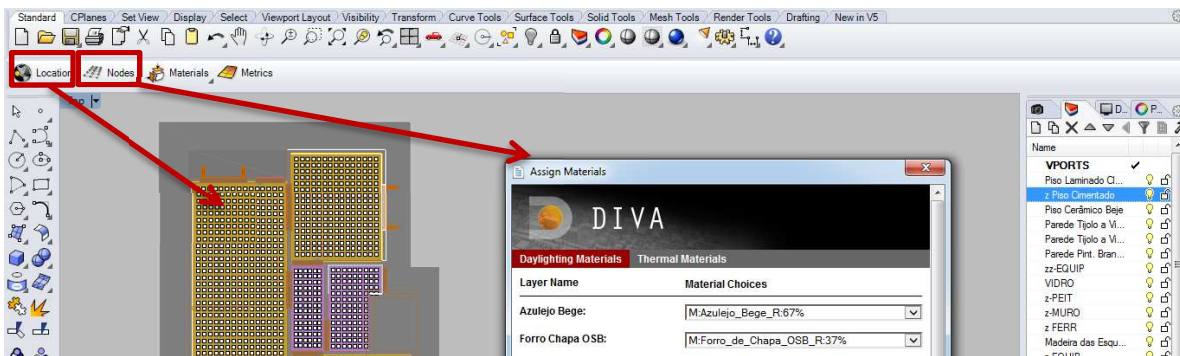 Standard CPlanes Set View Display Select Viewport Layout Visibility Transform Curve Tools Surface Tools Solid Tools Mesh Tools Render Tools Drafting New in V5
Location Nodes Materials Metrics
D... P...
Name
VPORTS
Piso Laminado Cl...
z Piso Cimentado
Piso Cerâmico Beje
Parede Tijolo a Vi...
Parede Tijolo a Vi...
Parede Pint. Bran...
zz-EQUIP
VIDRO
z-PEIT
z-MURO
z FERR
Madeira das Esqu...
Assign Materials
DIVA
Daylighting Materials Thermal Materials
Layer Name Material Choices
Azulejo Bege: M:Azulejo_Bege_R:67%
Forro Chapa OSB: M:Forro_de_Chapa_OSB_R:37%